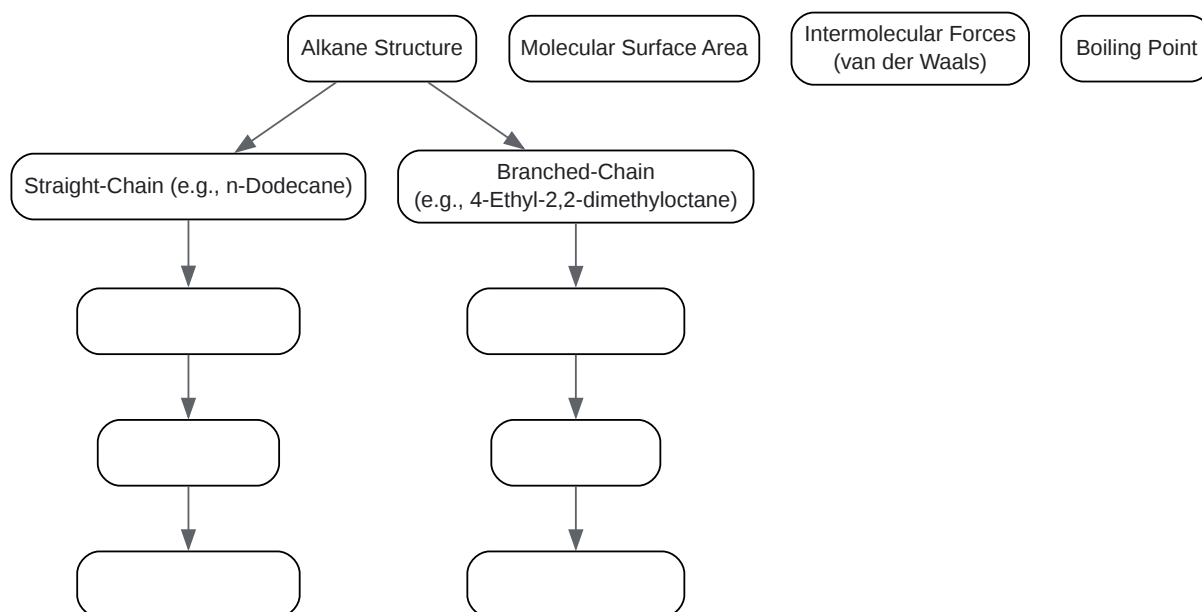 Alkane Structure
Molecular Surface Area
Intermolecular Forces
(van der Waals)
Boiling Point
Straight-Chain (e.g., n-Dodecane)
Branched-Chain
(e.g., 4-Ethyl-2,2-dimethyloctane)